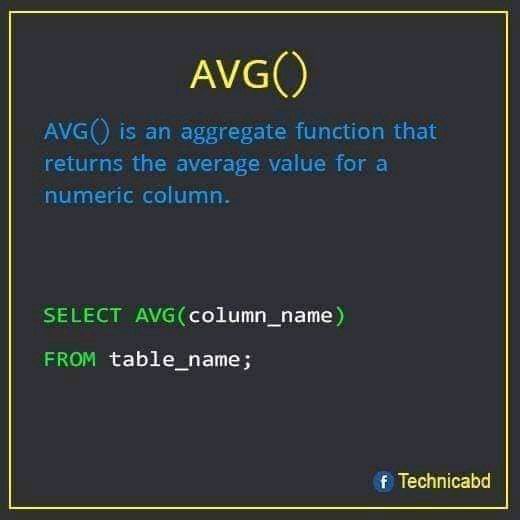 AVG()
AVG() is an aggregate function that
returns the average value for a
numeric column.
SELECT AVG(column_name)
FROM table_name;
f Technicabd